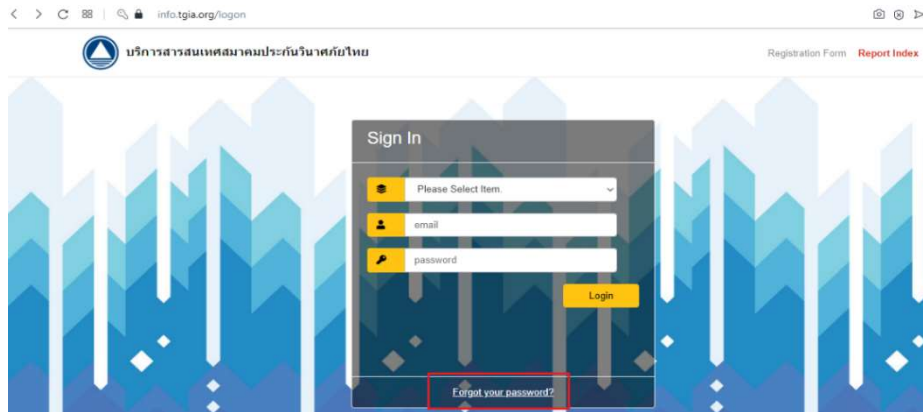 info.tgia.org/logon
บริการสารสนเทศสมาคมประกันวินาศภัยไทย
Registration Form Report Index
Sign In
Please Select Item.
email
password
Login
Forgot your password?